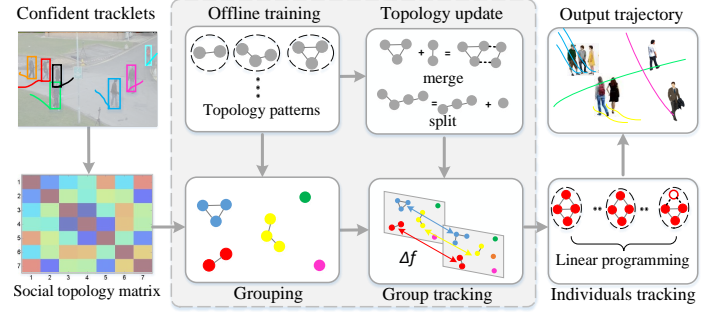 Confident tracklets
Offline training
Topology update
Output trajectory
+ =
merge
Topology patterns
= +
split
1
2
3
4
5
6
7
1 2 3 4 5 6 7
Social topology matrix
Grouping
Δf
Group tracking
** **
Linear programming
Individuals tracking